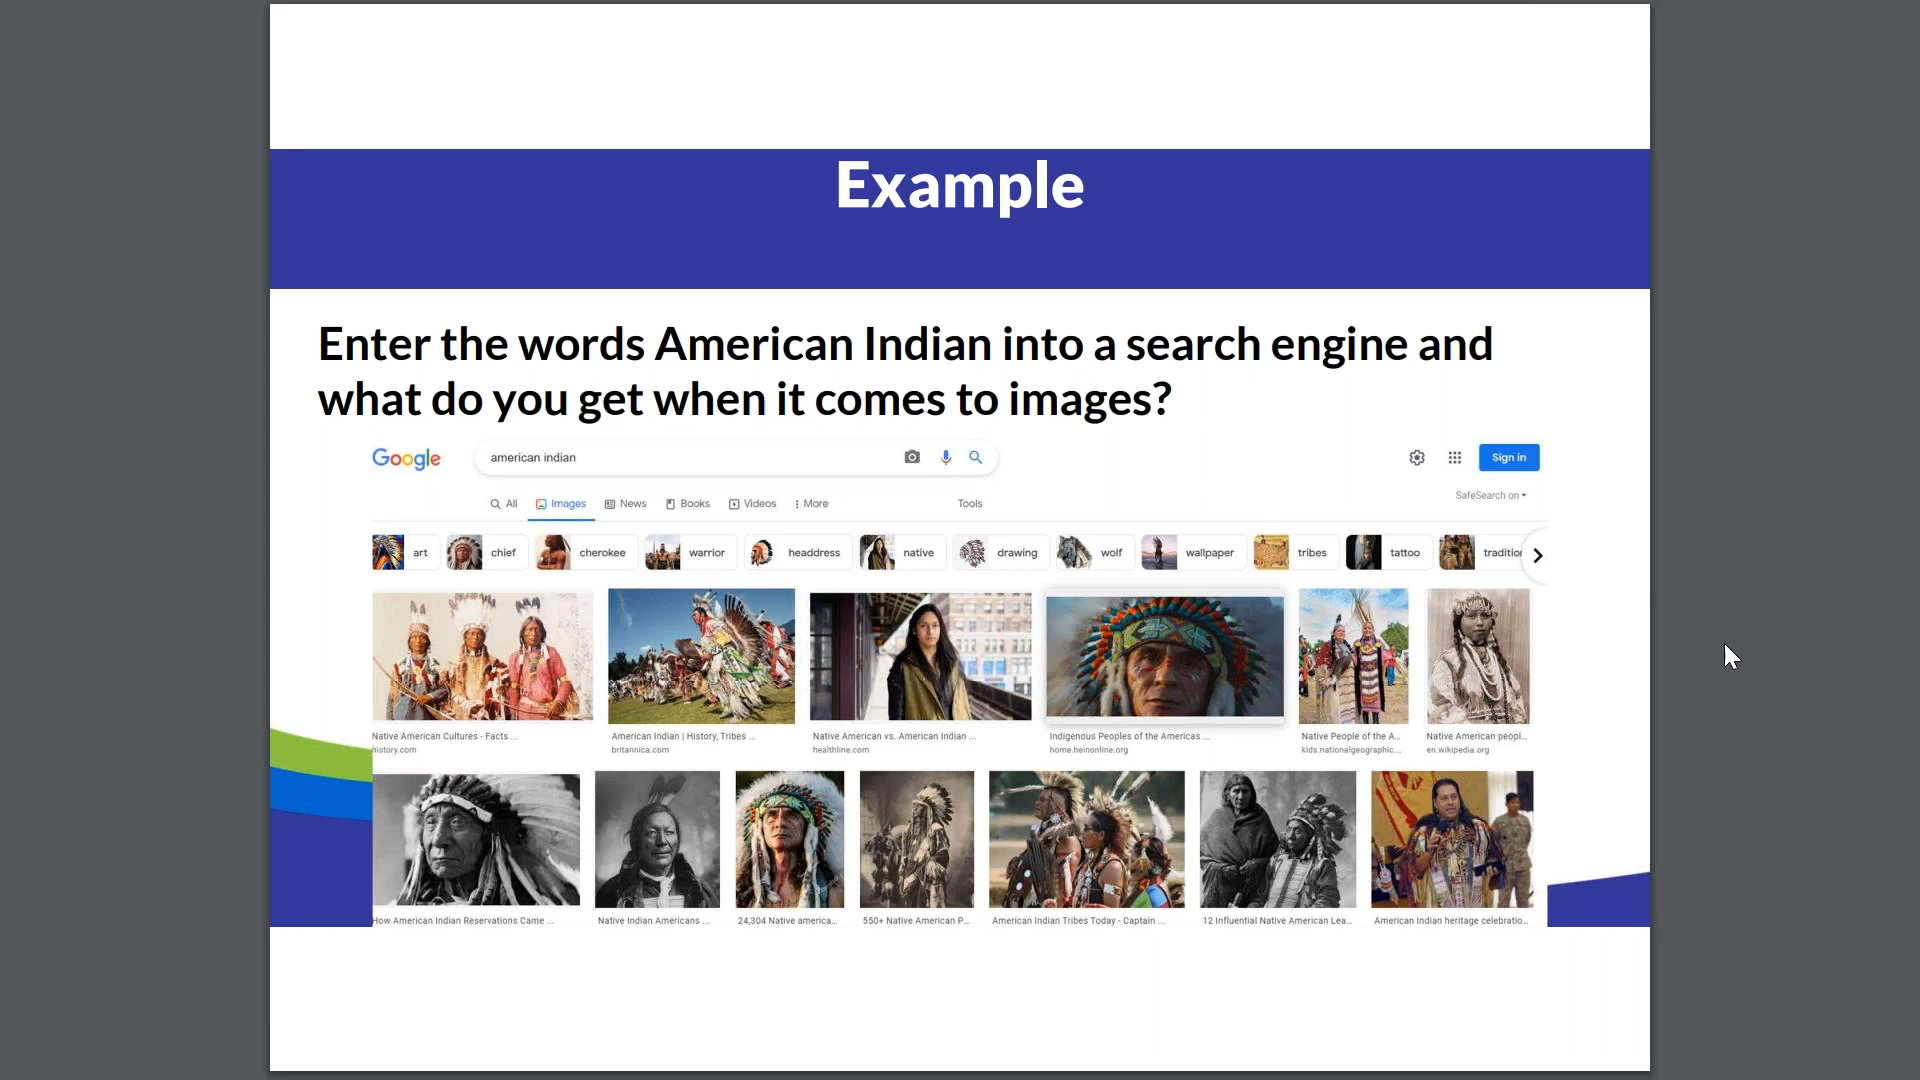 Example
Enter the words American Indian into a search engine and
what do you get when it comes to images?
Google
american indian
Sign in
All Images News Books Videos More Tools
SafeSearch on
art chief cherokee warrior headdress native drawing wolf wallpaper tribes tattoo traditior
Native American Cultures - Facts ...
history.com
American Indian | History, Tribes ...
britannica.com
Native American vs. American Indian ...
healthline.com
Indigenous Peoples of the Americas ...
home.heinonline.org
Native People of the A...
kids.nationalgeographic....
Native American peopl...
en.wikipedia.org
How American Indian Reservations Came ...
Native Indian Americans ...
24,304 Native america...
550+ Native American P...
American Indian Tribes Today - Captain ...
12 Influential Native American Lea...
American Indian heritage celebratio...